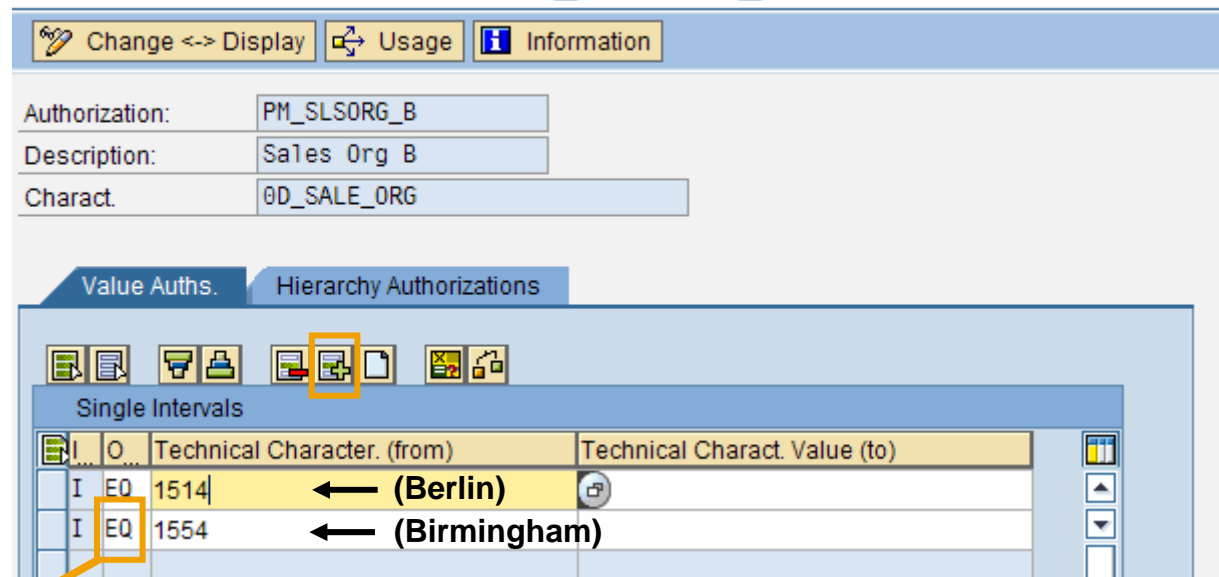 Change <-> Display Usage Information
Authorization: PM_SLSORG_B
Description: Sales Org B
Charact. 0D_SALE_ORG
Value Auths. Hierarchy Authorizations
Single Intervals
I... O... Technical Character. (from) Technical Charact. Value (to)
I EQ 1514 (Berlin)
I EQ 1554 (Birmingham)